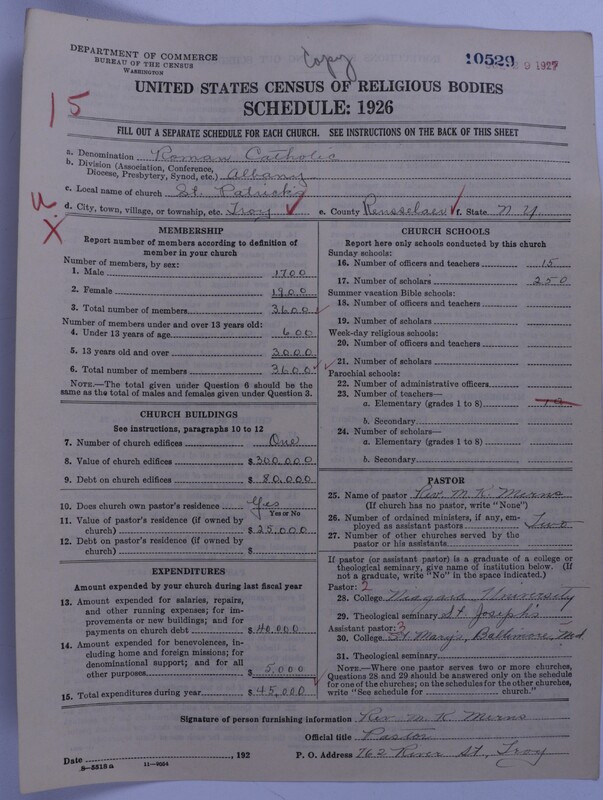 DEPARTMENT OF COMMERCE
BUREAU OF THE CENSUS
WASHINGTON
Copy
10529
9 1927
15
UNITED STATES CENSUS OF RELIGIOUS BODIES
SCHEDULE: 1926
FILL OUT A SEPARATE SCHEDULE FOR EACH CHURCH. SEE INSTRUCTIONS ON THE BACK OF THIS SHEET
a. Denomination Roman Catholic
b. Division (Association, Conference, Diocese, Presbytery, Synod, etc.) Albany
c. Local name of church St. Patricks
d. City, town, village, or township, etc. Troy e. County Rensselaer f. State N Y
u
X
MEMBERSHIP
Report number of members according to definition of member in your church
Number of members, by sex:
1. Male 1700
2. Female 1900
3. Total number of members 3600
Number of members under and over 13 years old:
4. Under 13 years of age 600
5. 13 years old and over 3000
6. Total number of members 3600
NOTE.—The total given under Question 6 should be the same as the total of males and females given under Question 3.
CHURCH BUILDINGS
See instructions, paragraphs 10 to 12
7. Number of church edifices One
8. Value of church edifices $ 300,000
9. Debt on church edifices $ 80,000
10. Does church own pastor's residence Yes
Yes or No
11. Value of pastor's residence (if owned by church) $ 25,000
12. Debt on pastor's residence (if owned by church) $
EXPENDITURES
Amount expended by your church during last fiscal year
13. Amount expended for salaries, repairs, and other running expenses; for improvements or new buildings; and for payments on church debt $ 40,000
14. Amount expended for benevolences, including home and foreign missions; for denominational support; and for all other purposes $ 5,000
15. Total expenditures during year $ 45,000
CHURCH SCHOOLS
Report here only schools conducted by this church
Sunday schools:
16. Number of officers and teachers 15
17. Number of scholars 250
Summer vacation Bible schools:
18. Number of officers and teachers
19. Number of scholars
Week-day religious schools:
20. Number of officers and teachers
21. Number of scholars
Parochial schools:
22. Number of administrative officers
23. Number of teachers—
a. Elementary (grades 1 to 8)
b. Secondary
24. Number of scholars—
a. Elementary (grades 1 to 8)
b. Secondary
PASTOR
25. Name of pastor Rev. M. K. Merns
(If church has no pastor, write "None")
26. Number of ordained ministers, if any, employed as assistant pastors Two
27. Number of other churches served by the pastor or his assistants
If pastor (or assistant pastor) is a graduate of a college or theological seminary, give name of institution below. (If not a graduate, write "No" in the space indicated.)
Pastor: 2
28. College Niagara University
29. Theological seminary St Joseph's
Assistant pastor: 3
30. College St. Mary's, Baltimore, Md.
31. Theological seminary
NOTE.—Where one pastor serves two or more churches, Questions 28 and 29 should be answered only on the schedule for one of the churches; on the schedules for the other churches, write "See schedule for church."
Signature of person furnishing information Rev M K Merns
Official title Pastor
Date , 192 P. O. Address 762 River St, Troy
8-5518a 11-9024